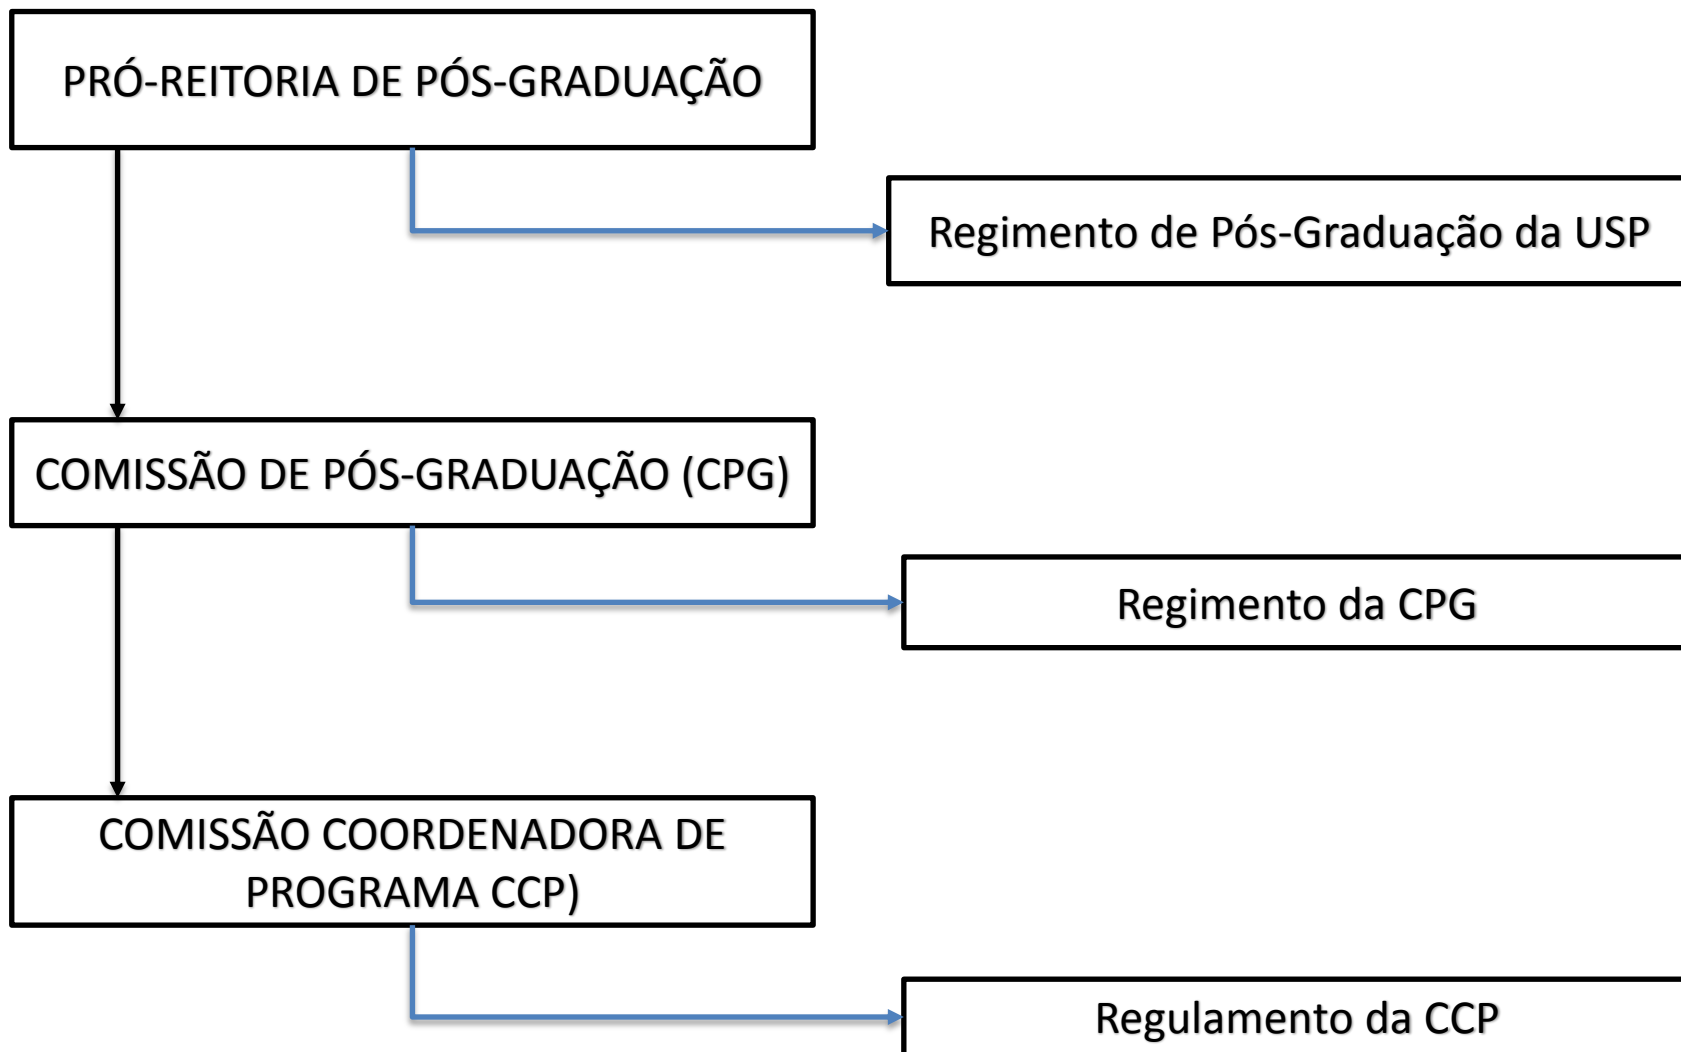 PRÓ-REITORIA DE PÓS-GRADUAÇÃO
Regimento de Pós-Graduação da USP
COMISSÃO DE PÓS-GRADUAÇÃO (CPG)
Regimento da CPG
COMISSÃO COORDENADORA DE
PROGRAMA CCP)
Regulamento da CCP